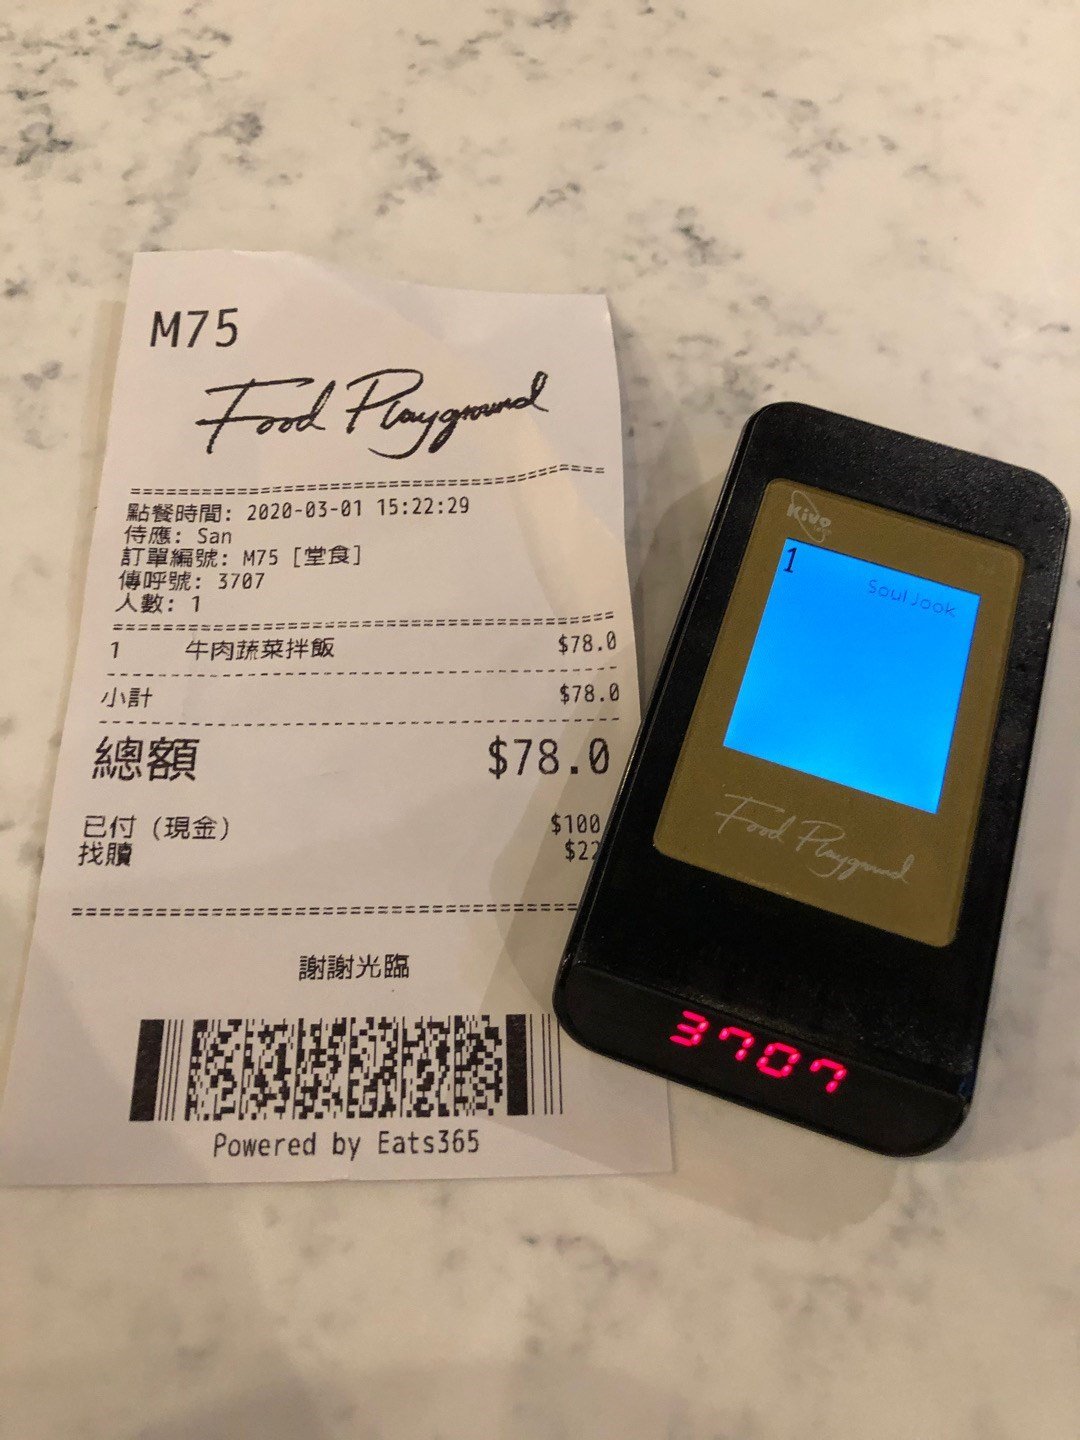 M75
Food Playground
點餐時間: 2020-03-01 15:22:29
侍應: San
訂單編號: M75 [堂食]
傳呼號: 3707
人數: 1
1 牛肉蔬菜拌飯 $78.0
小計 $78.0
總額 $78.0
已付 (現金) $100
找贖 $22
謝謝光臨
Powered by Eats365
Kivo
1
Soul Jook
Food Playground
3707